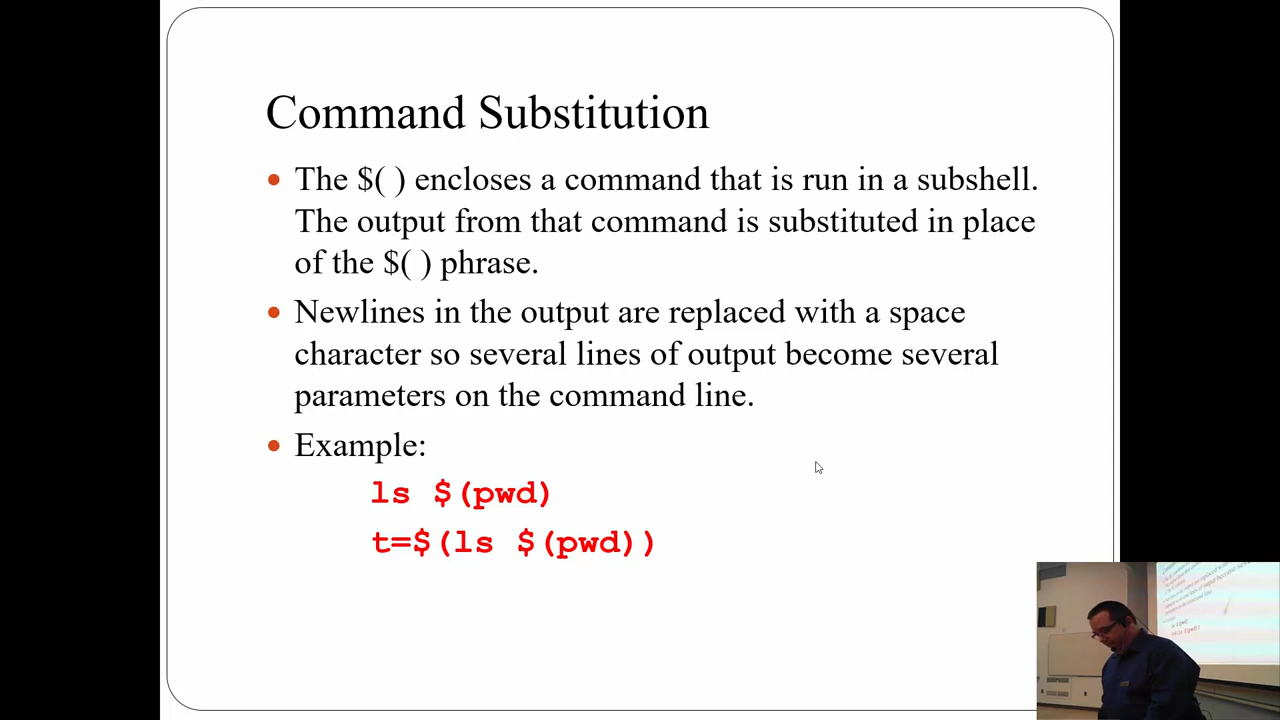 Command Substitution
• The $( ) encloses a command that is run in a subshell.
The output from that command is substituted in place
of the $( ) phrase.
• Newlines in the output are replaced with a space
character so several lines of output become several
parameters on the command line.
• Example:
ls $(pwd)
t=$(ls $(pwd))